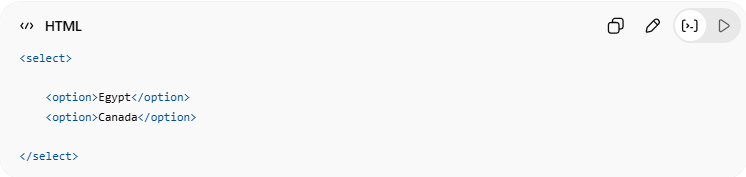 HTML
<select>
<option>Egypt</option>
<option>Canada</option>
</select>